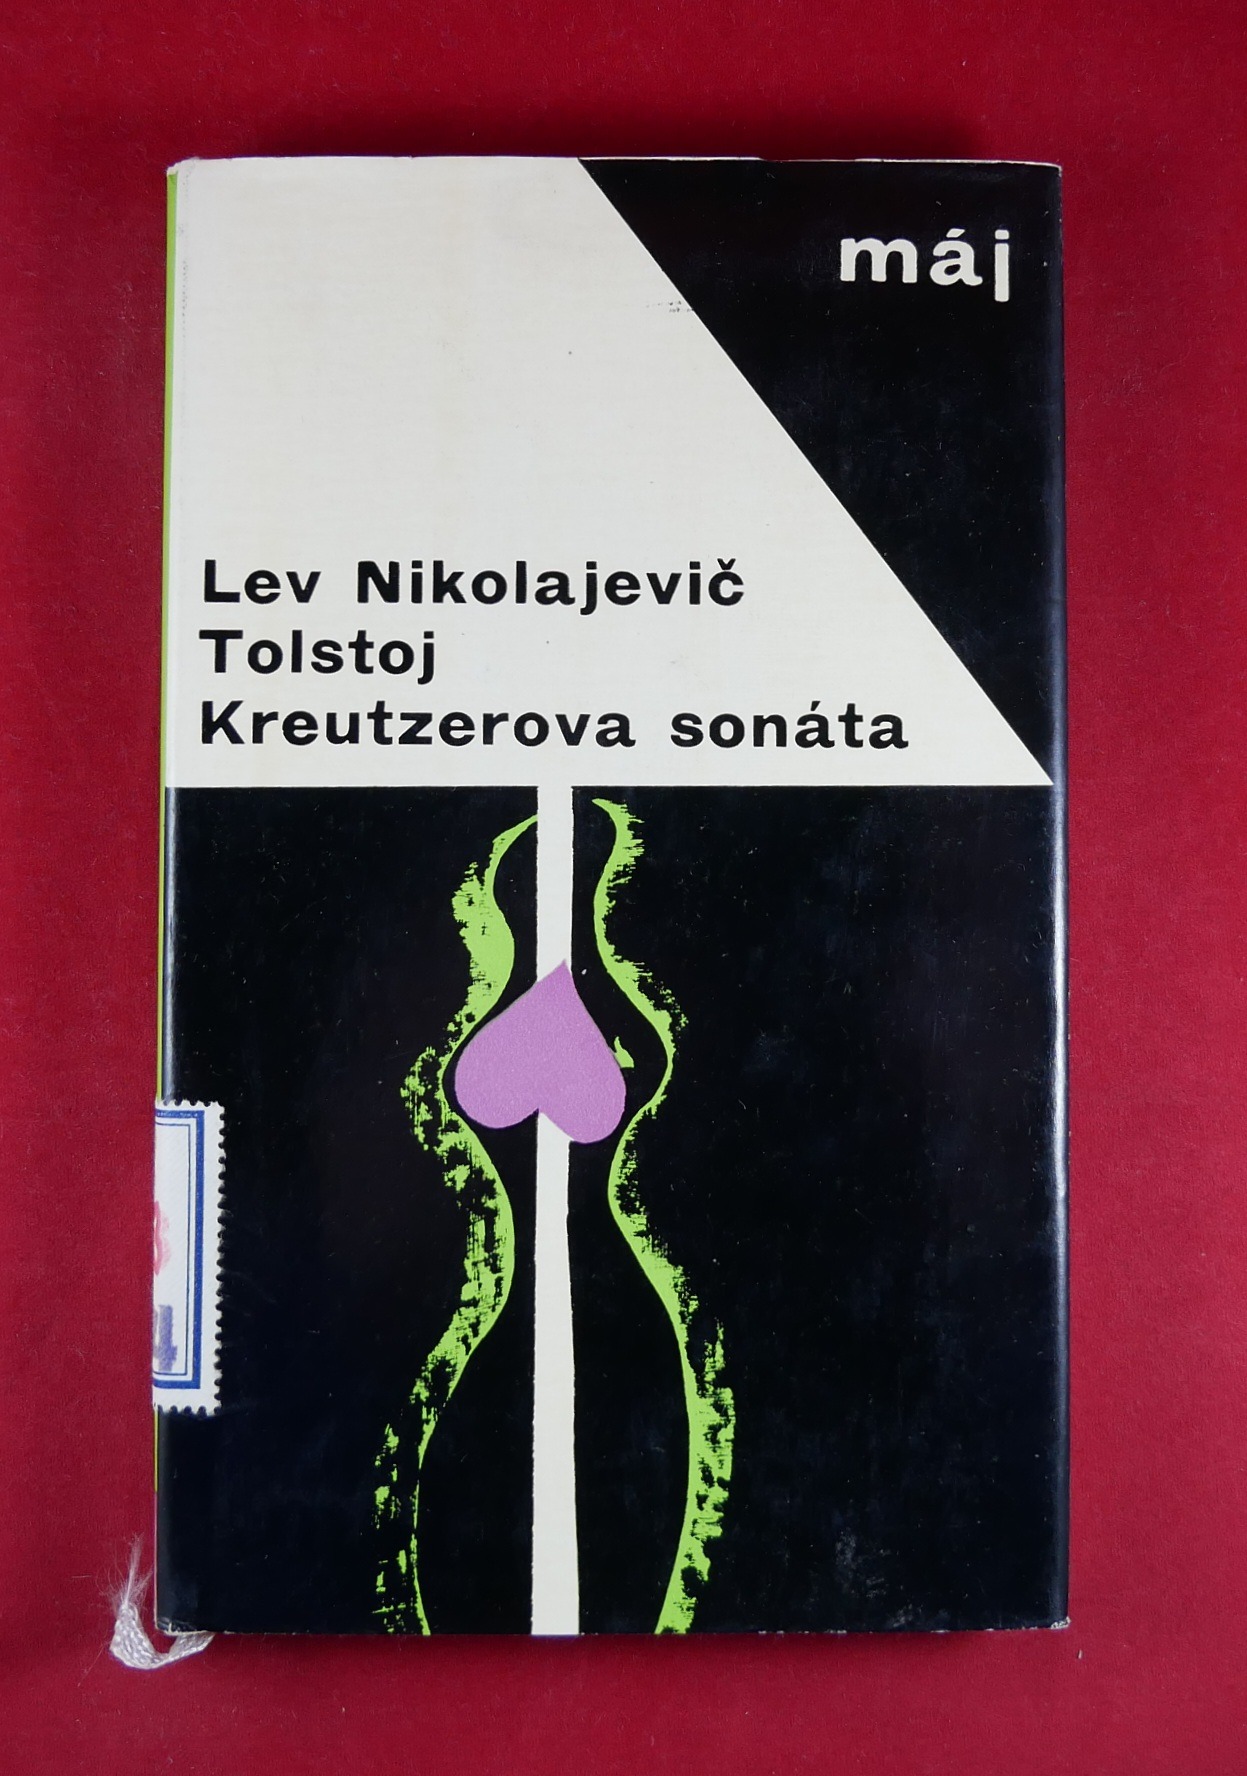 máj
Lev Nikolajevič
Tolstoj
Kreutzerova sonáta